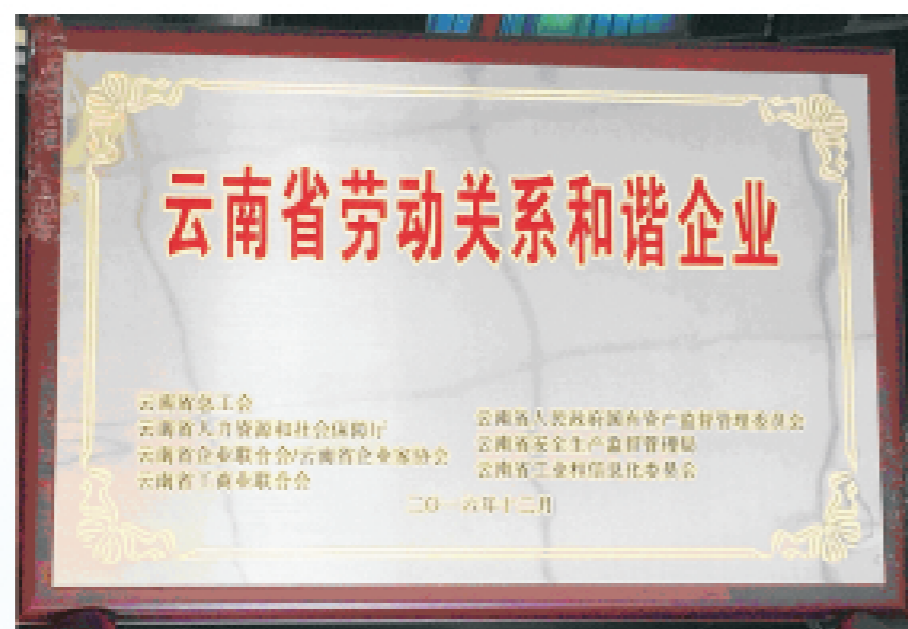 云南省劳动关系和谐企业
云南省总工会
云南省人力资源和社会保障厅
云南省企业联合会/云南省企业家协会
云南省工商业联合会
云南省人民政府国有资产监督管理委员会
云南省安全生产监督管理局
云南省工业和信息化委员会
二〇一六年十二月